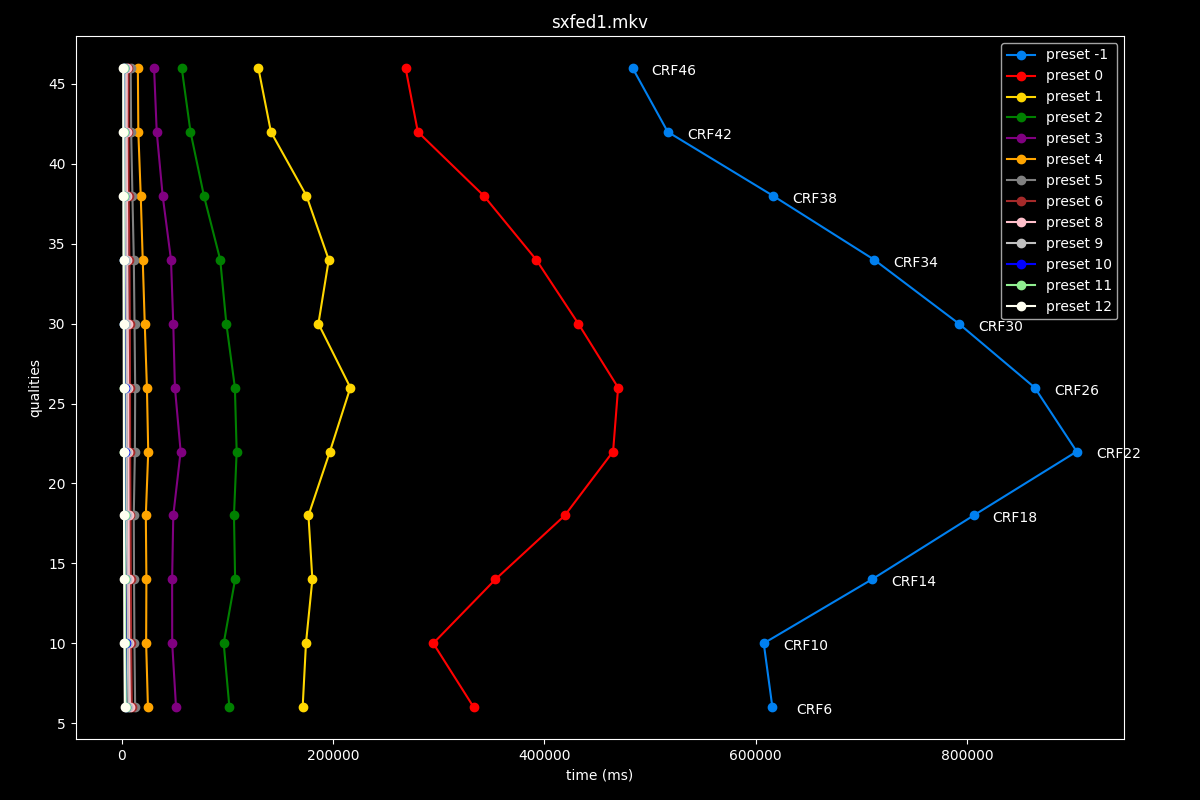 sxfed1.mkv
preset -1
preset 0
preset 1
preset 2
preset 3
preset 4
preset 5
preset 6
preset 8
preset 9
preset 10
preset 11
preset 12
CRF46
CRF42
CRF38
CRF34
CRF30
CRF26
CRF22
CRF18
CRF14
CRF10
CRF6
45
40
35
30
25
20
15
10
5
qualities
0
200000
400000
600000
800000
time (ms)